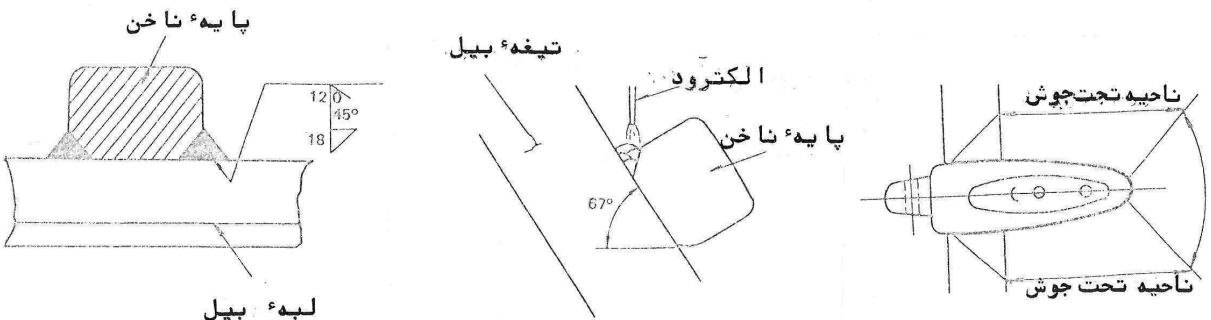 پایهٔ ناخن
12
0
45°
18
لبهٔ بیل
تیغهٔ بیل
الکترود
پایهٔ ناخن
67°
ناحیه تحت جوش
ناحیه تحت جوش